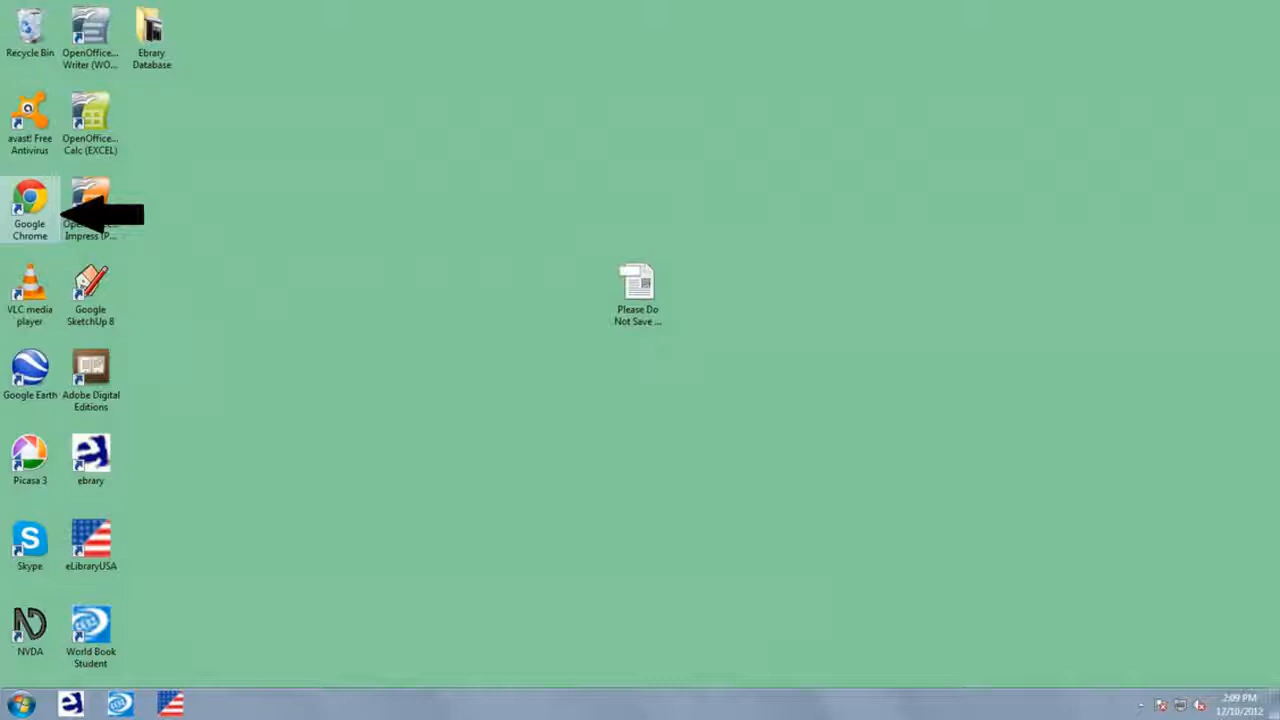 Recycle Bin
OpenOffice...
Writer (WO...
Ebrary
Database
avast! Free
Antivirus
OpenOffice...
Calc (EXCEL)
Google
Chrome
Impress (P...
VLC media
player
Google
SketchUp 8
Please Do
Not Save ...
Google Earth
Adobe Digital
Editions
Picasa 3
ebrary
Skype
eLibraryUSA
NVDA
World Book
Student
2:09 PM
12/10/2012